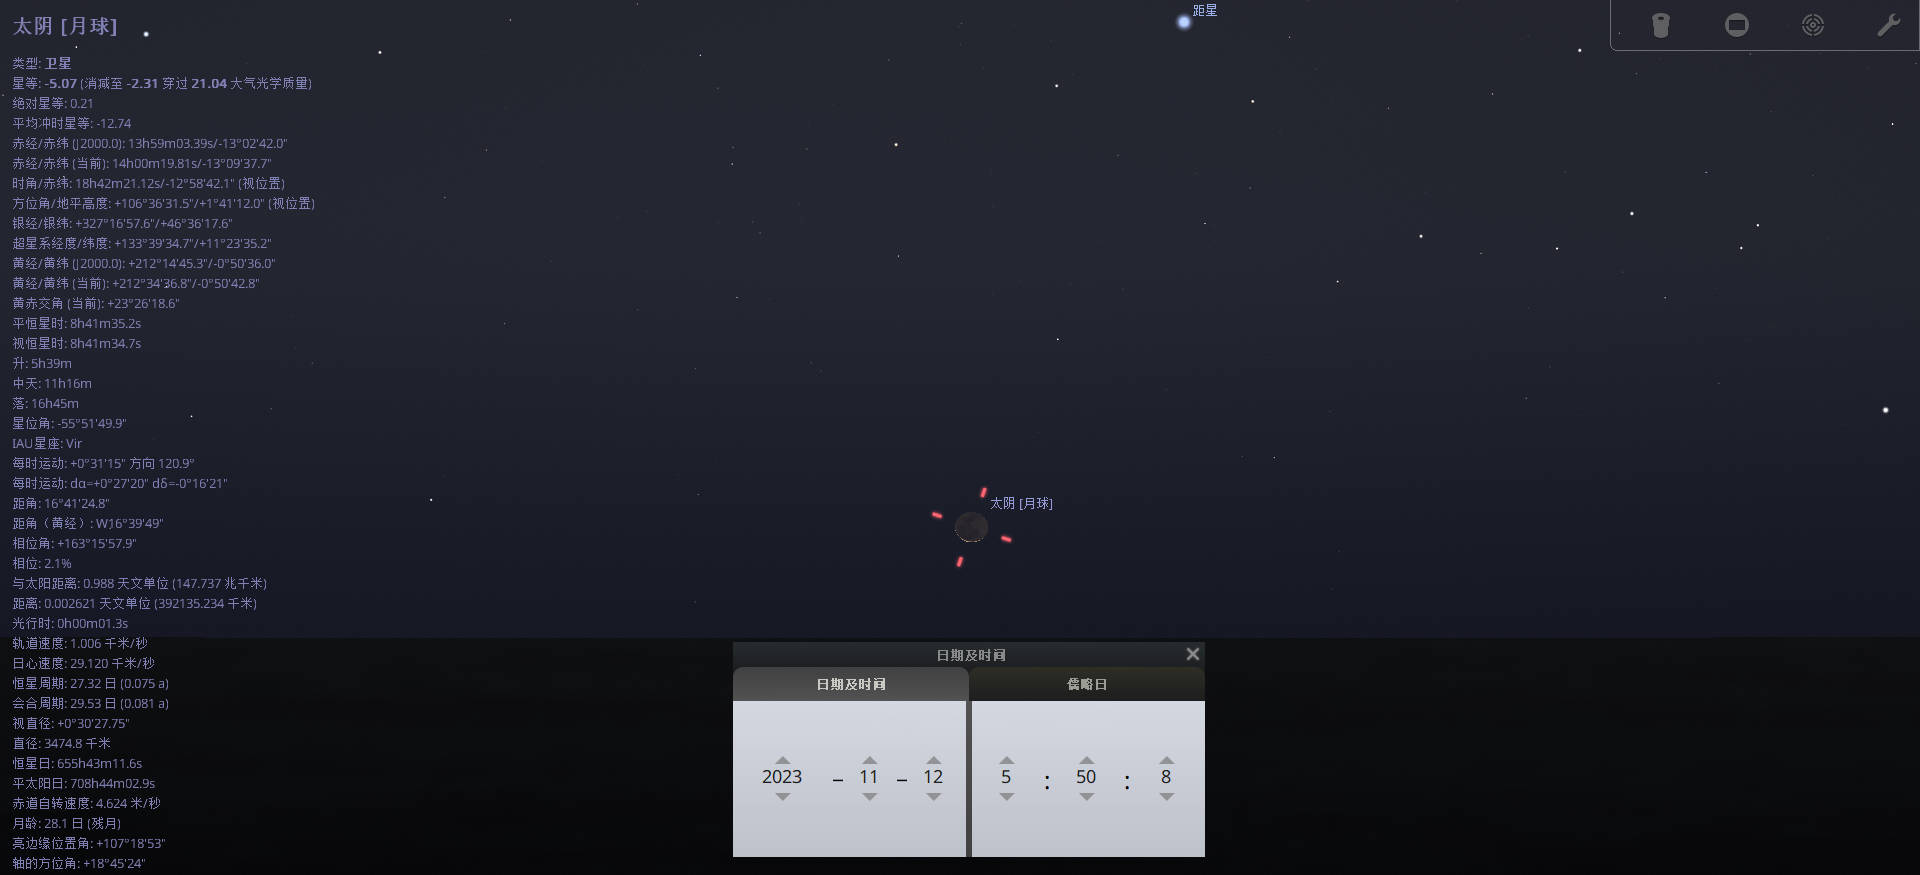 太阴 [月球]
类型: 卫星
星等: -5.07 (消减至 -2.31 穿过 21.04 大气光学质量)
绝对星等: 0.21
平均冲时星等: -12.74
赤经/赤纬 (J2000.0): 13h59m03.39s/-13°02'42.0"
赤经/赤纬 (当前): 14h00m19.81s/-13°09'37.7"
时角/赤纬: 18h42m21.12s/-12°58'42.1" (视位置)
方位角/地平高度: +106°36'31.5"/+1°41'12.0" (视位置)
银经/银纬: +327°16'57.6"/+46°36'17.6"
超星系经度/纬度: +133°39'34.7"/+11°23'35.2"
黄经/黄纬 (J2000.0): +212°14'45.3"/-0°50'36.0"
黄经/黄纬 (当前): +212°34'36.8"/-0°50'42.8"
黄赤交角 (当前): +23°26'18.6"
平恒星时: 8h41m35.2s
视恒星时: 8h41m34.7s
升: 5h39m
中天: 11h16m
落: 16h45m
星位角: -55°51'49.9"
IAU星座: Vir
每时运动: +0°31'15" 方向 120.9°
每时运动: dα=+0°27'20" dδ=-0°16'21"
距角: 16°41'24.8"
距角（黄经）: W16°39'49"
相位角: +163°15'57.9"
相位: 2.1%
与太阳距离: 0.988 天文单位 (147.737 兆千米)
距离: 0.002621 天文单位 (392135.234 千米)
光行时: 0h00m01.3s
轨道速度: 1.006 千米/秒
日心速度: 29.120 千米/秒
恒星周期: 27.32 日 (0.075 a)
会合周期: 29.53 日 (0.081 a)
视直径: +0°30'27.75"
直径: 3474.8 千米
恒星日: 655h43m11.6s
平太阳日: 708h44m02.9s
赤道自转速度: 4.624 米/秒
月龄: 28.1 日 (残月)
亮边缘位置角: +107°18'53"
轴的方位角: +18°45'24"
距星
太阴 [月球]
日期及时间
日期及时间 儒略日
2023 – 11 – 12 5 : 50 : 8